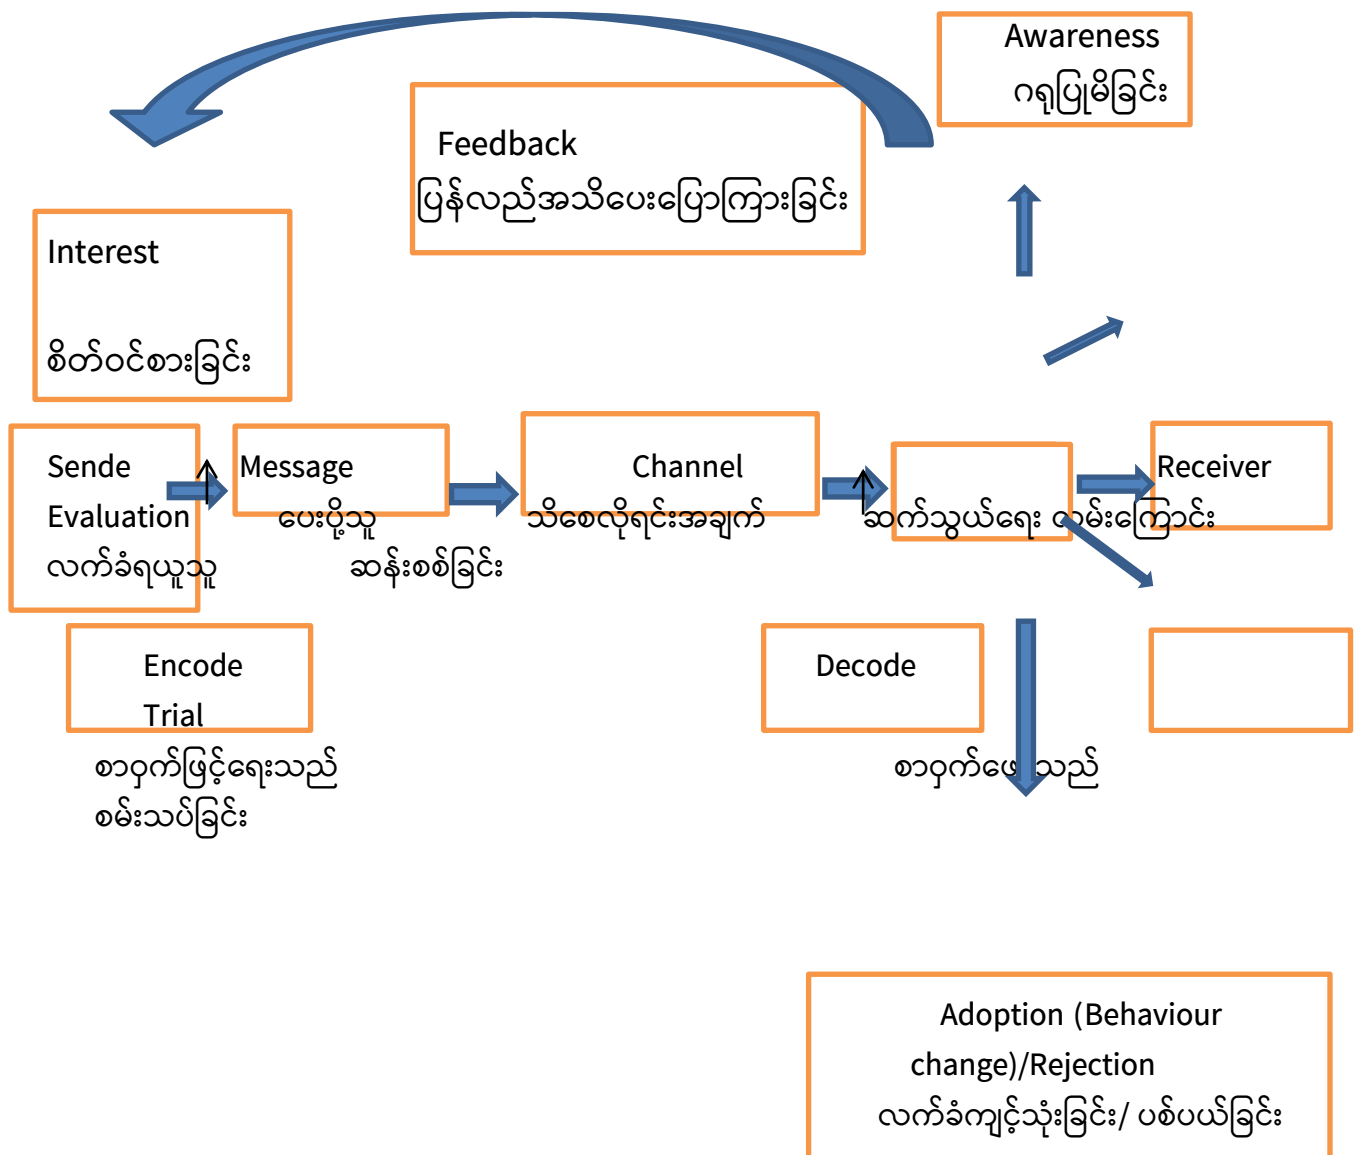 Awareness
ဂရုပြုမိခြင်း
Feedback
ပြန်လည်အသိပေးပြောကြားခြင်း
Interest
စိတ်ဝင်စားခြင်း
Sende Message Channel Receiver
Evaluation ပေးပို့သူ သိစေလိုရင်းအချက် ဆက်သွယ်ရေး လမ်းကြောင်း
လက်ခံရယူသူ ဆန်းစစ်ခြင်း
Encode Decode
Trial
စာဝှက်ဖြင့်ရေးသည် စာဝှက်ဖော်သည်
စမ်းသပ်ခြင်း
Adoption (Behaviour
change)/Rejection
လက်ခံကျင့်သုံးခြင်း/ ပစ်ပယ်ခြင်း